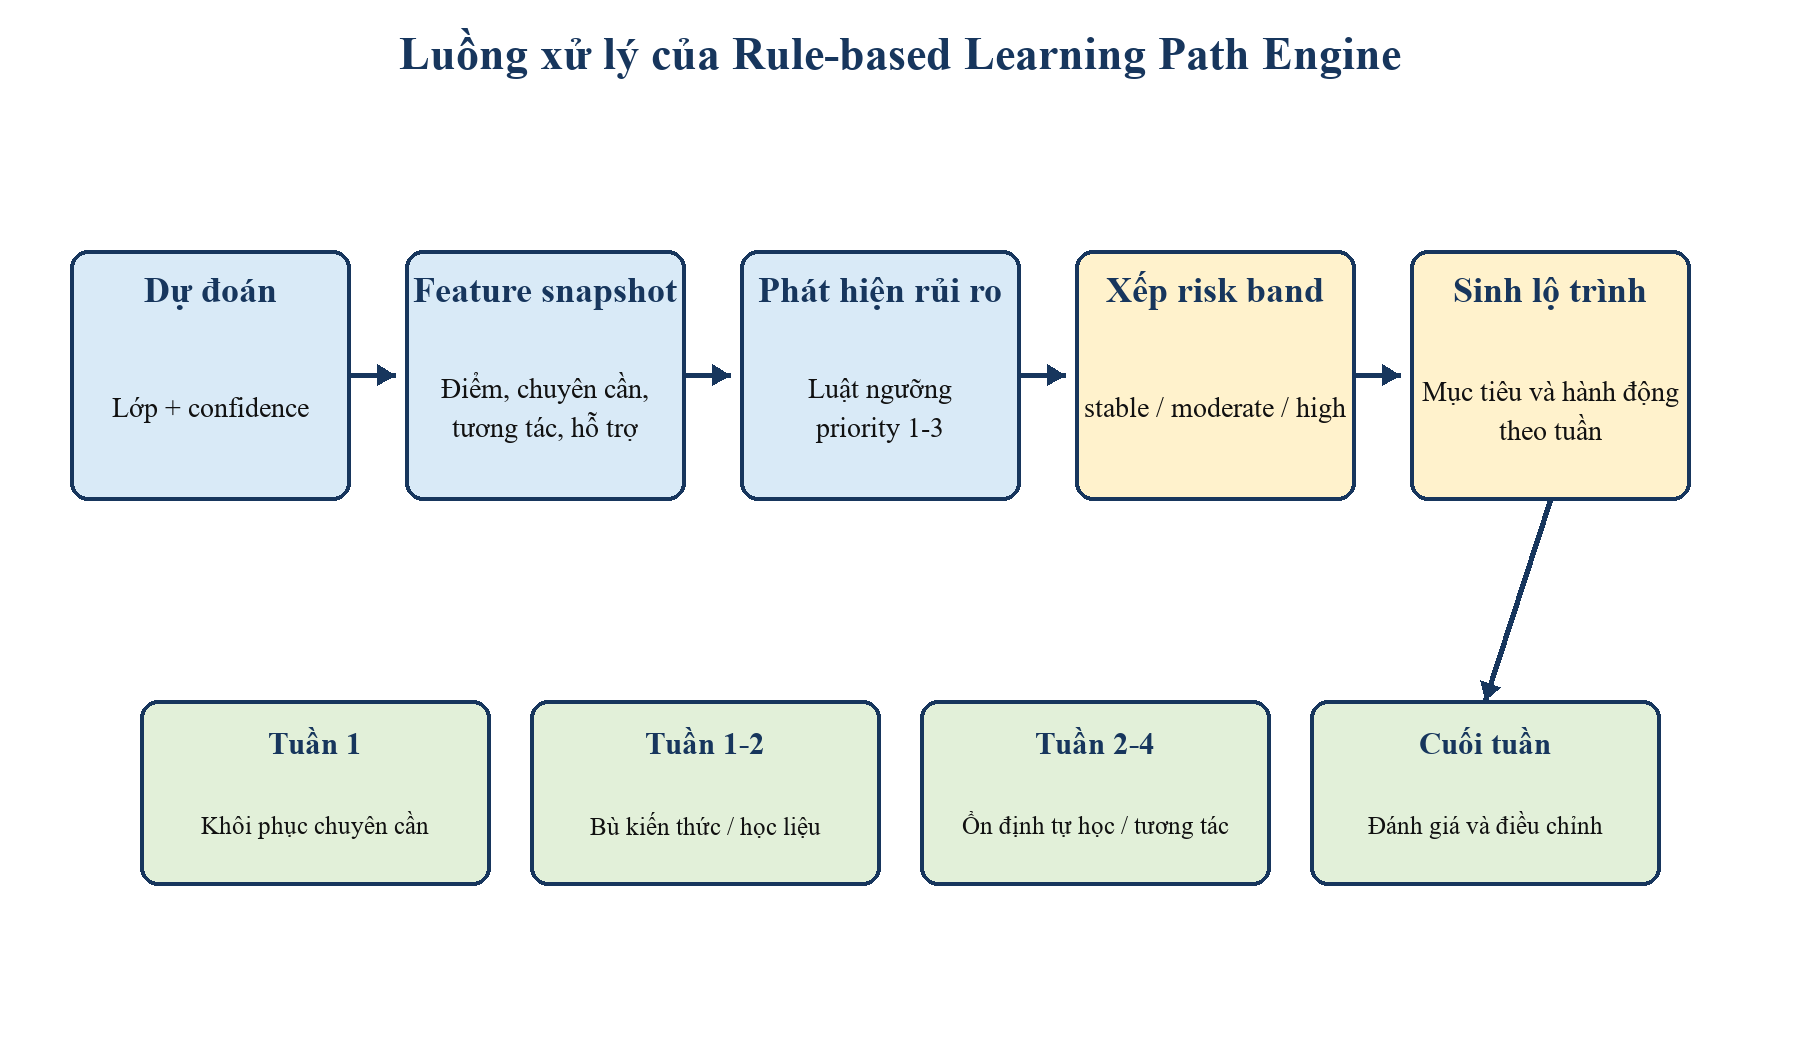 Luồng xử lý của Rule-based Learning Path Engine
Dự đoán
Lớp + confidence
Feature snapshot
Điểm, chuyên cần,
tương tác, hỗ trợ
Phát hiện rủi ro
Luật ngưỡng
priority 1-3
Xếp risk band
stable / moderate / high
Sinh lộ trình
Mục tiêu và hành động
theo tuần
Tuần 1
Khôi phục chuyên cần
Tuần 1-2
Bù kiến thức / học liệu
Tuần 2-4
Ổn định tự học / tương tác
Cuối tuần
Đánh giá và điều chỉnh